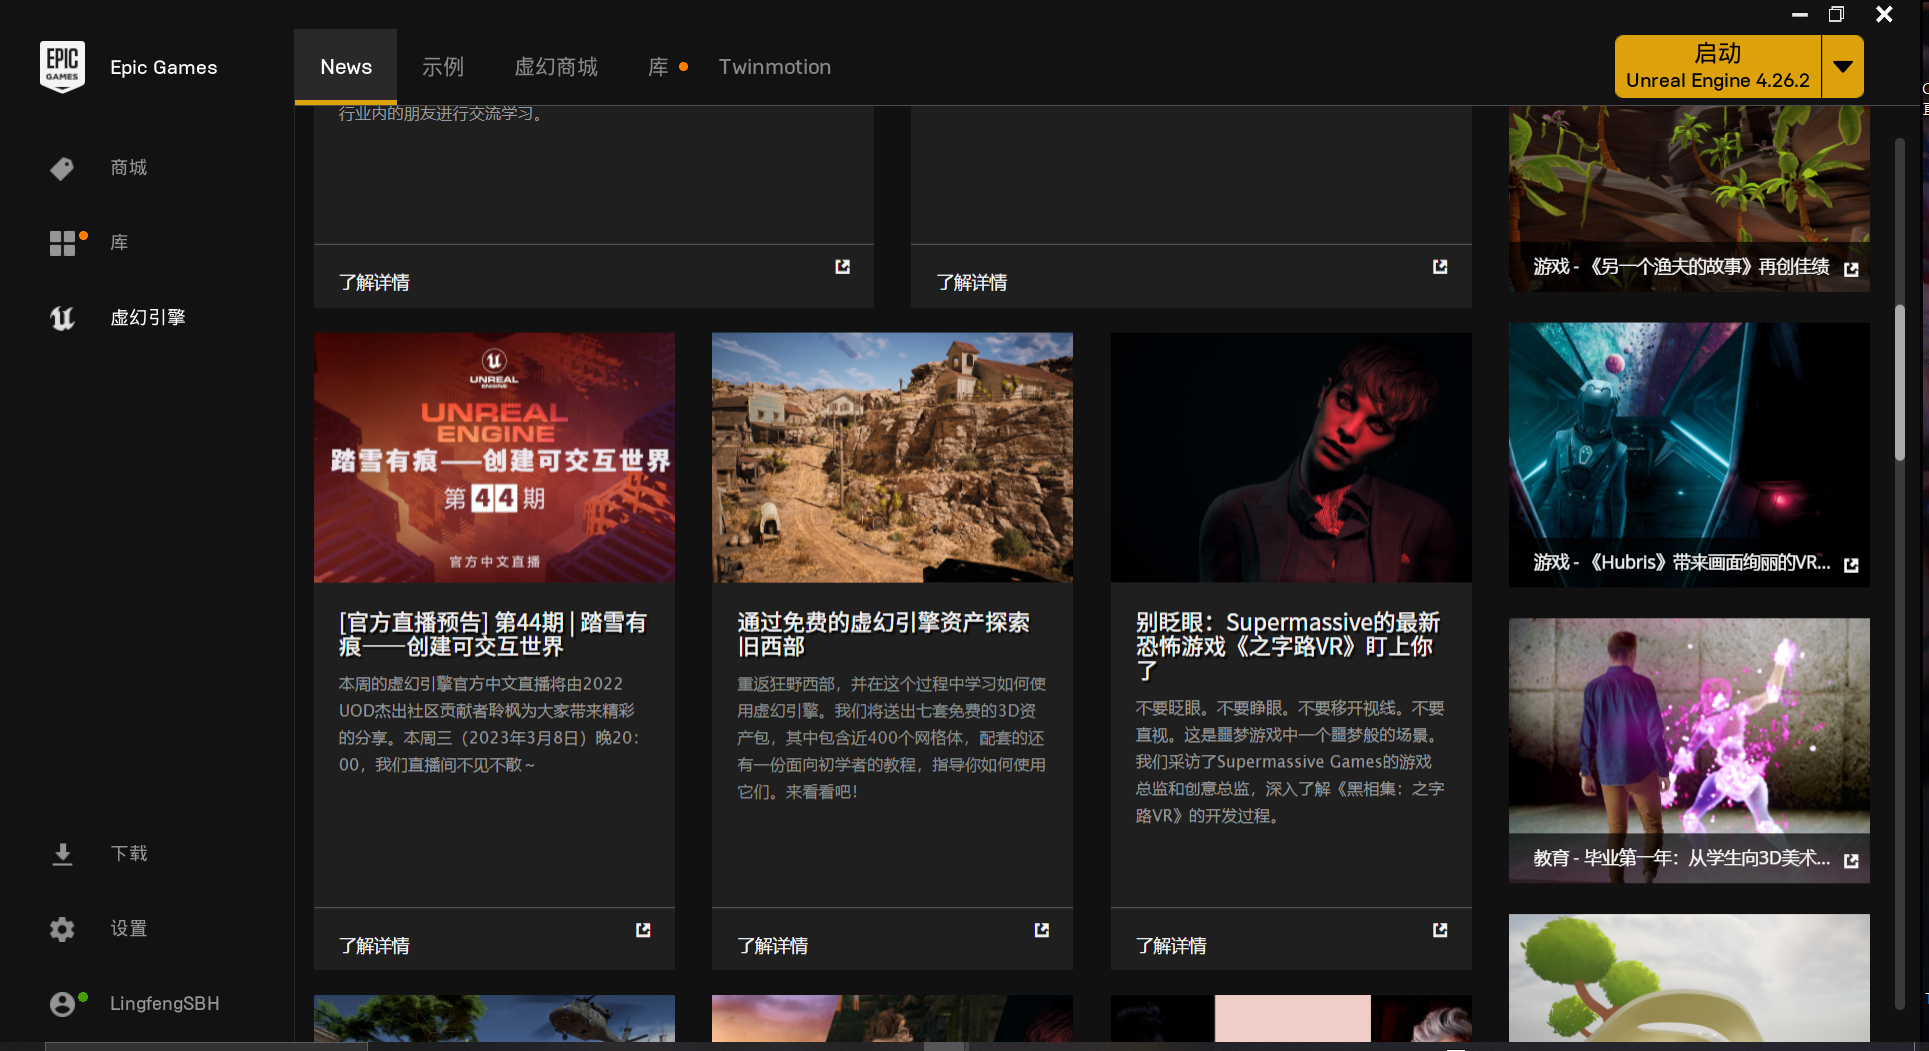 EPIC
GAMES
Epic Games
News
示例
虚幻商城
库
Twinmotion
启动
Unreal Engine 4.26.2
商城
库
虚幻引擎
下载
设置
LingfengSBH
行业内的朋友进行交流学习。
了解详情
了解详情
UNREAL
ENGINE
UNREAL
ENGINE
踏雪有痕——创建可交互世界
第44期
官方中文直播
[官方直播预告] 第44期 | 踏雪有
痕——创建可交互世界
本周的虚幻引擎官方中文直播将由2022
UOD杰出社区贡献者聆枫为大家带来精彩
的分享。本周三（2023年3月8日）晚20:
00，我们直播间不见不散～
了解详情
通过免费的虚幻引擎资产探索
旧西部
重返狂野西部，并在这个过程中学习如何使
用虚幻引擎。我们将送出七套免费的3D资
产包，其中包含近400个网格体，配套的还
有一份面向初学者的教程，指导你如何使用
它们。来看看吧！
了解详情
别眨眼：Supermassive的最新
恐怖游戏《之字路VR》盯上你
了
不要眨眼。不要睁眼。不要移开视线。不要
直视。这是噩梦游戏中一个噩梦般的场景。
我们采访了Supermassive Games的游戏
总监和创意总监，深入了解《黑相集：之字
路VR》的开发过程。
了解详情
游戏 - 《另一个渔夫的故事》再创佳绩
游戏 - 《Hubris》带来画面绚丽的VR...
教育 - 毕业第一年：从学生向3D美术...